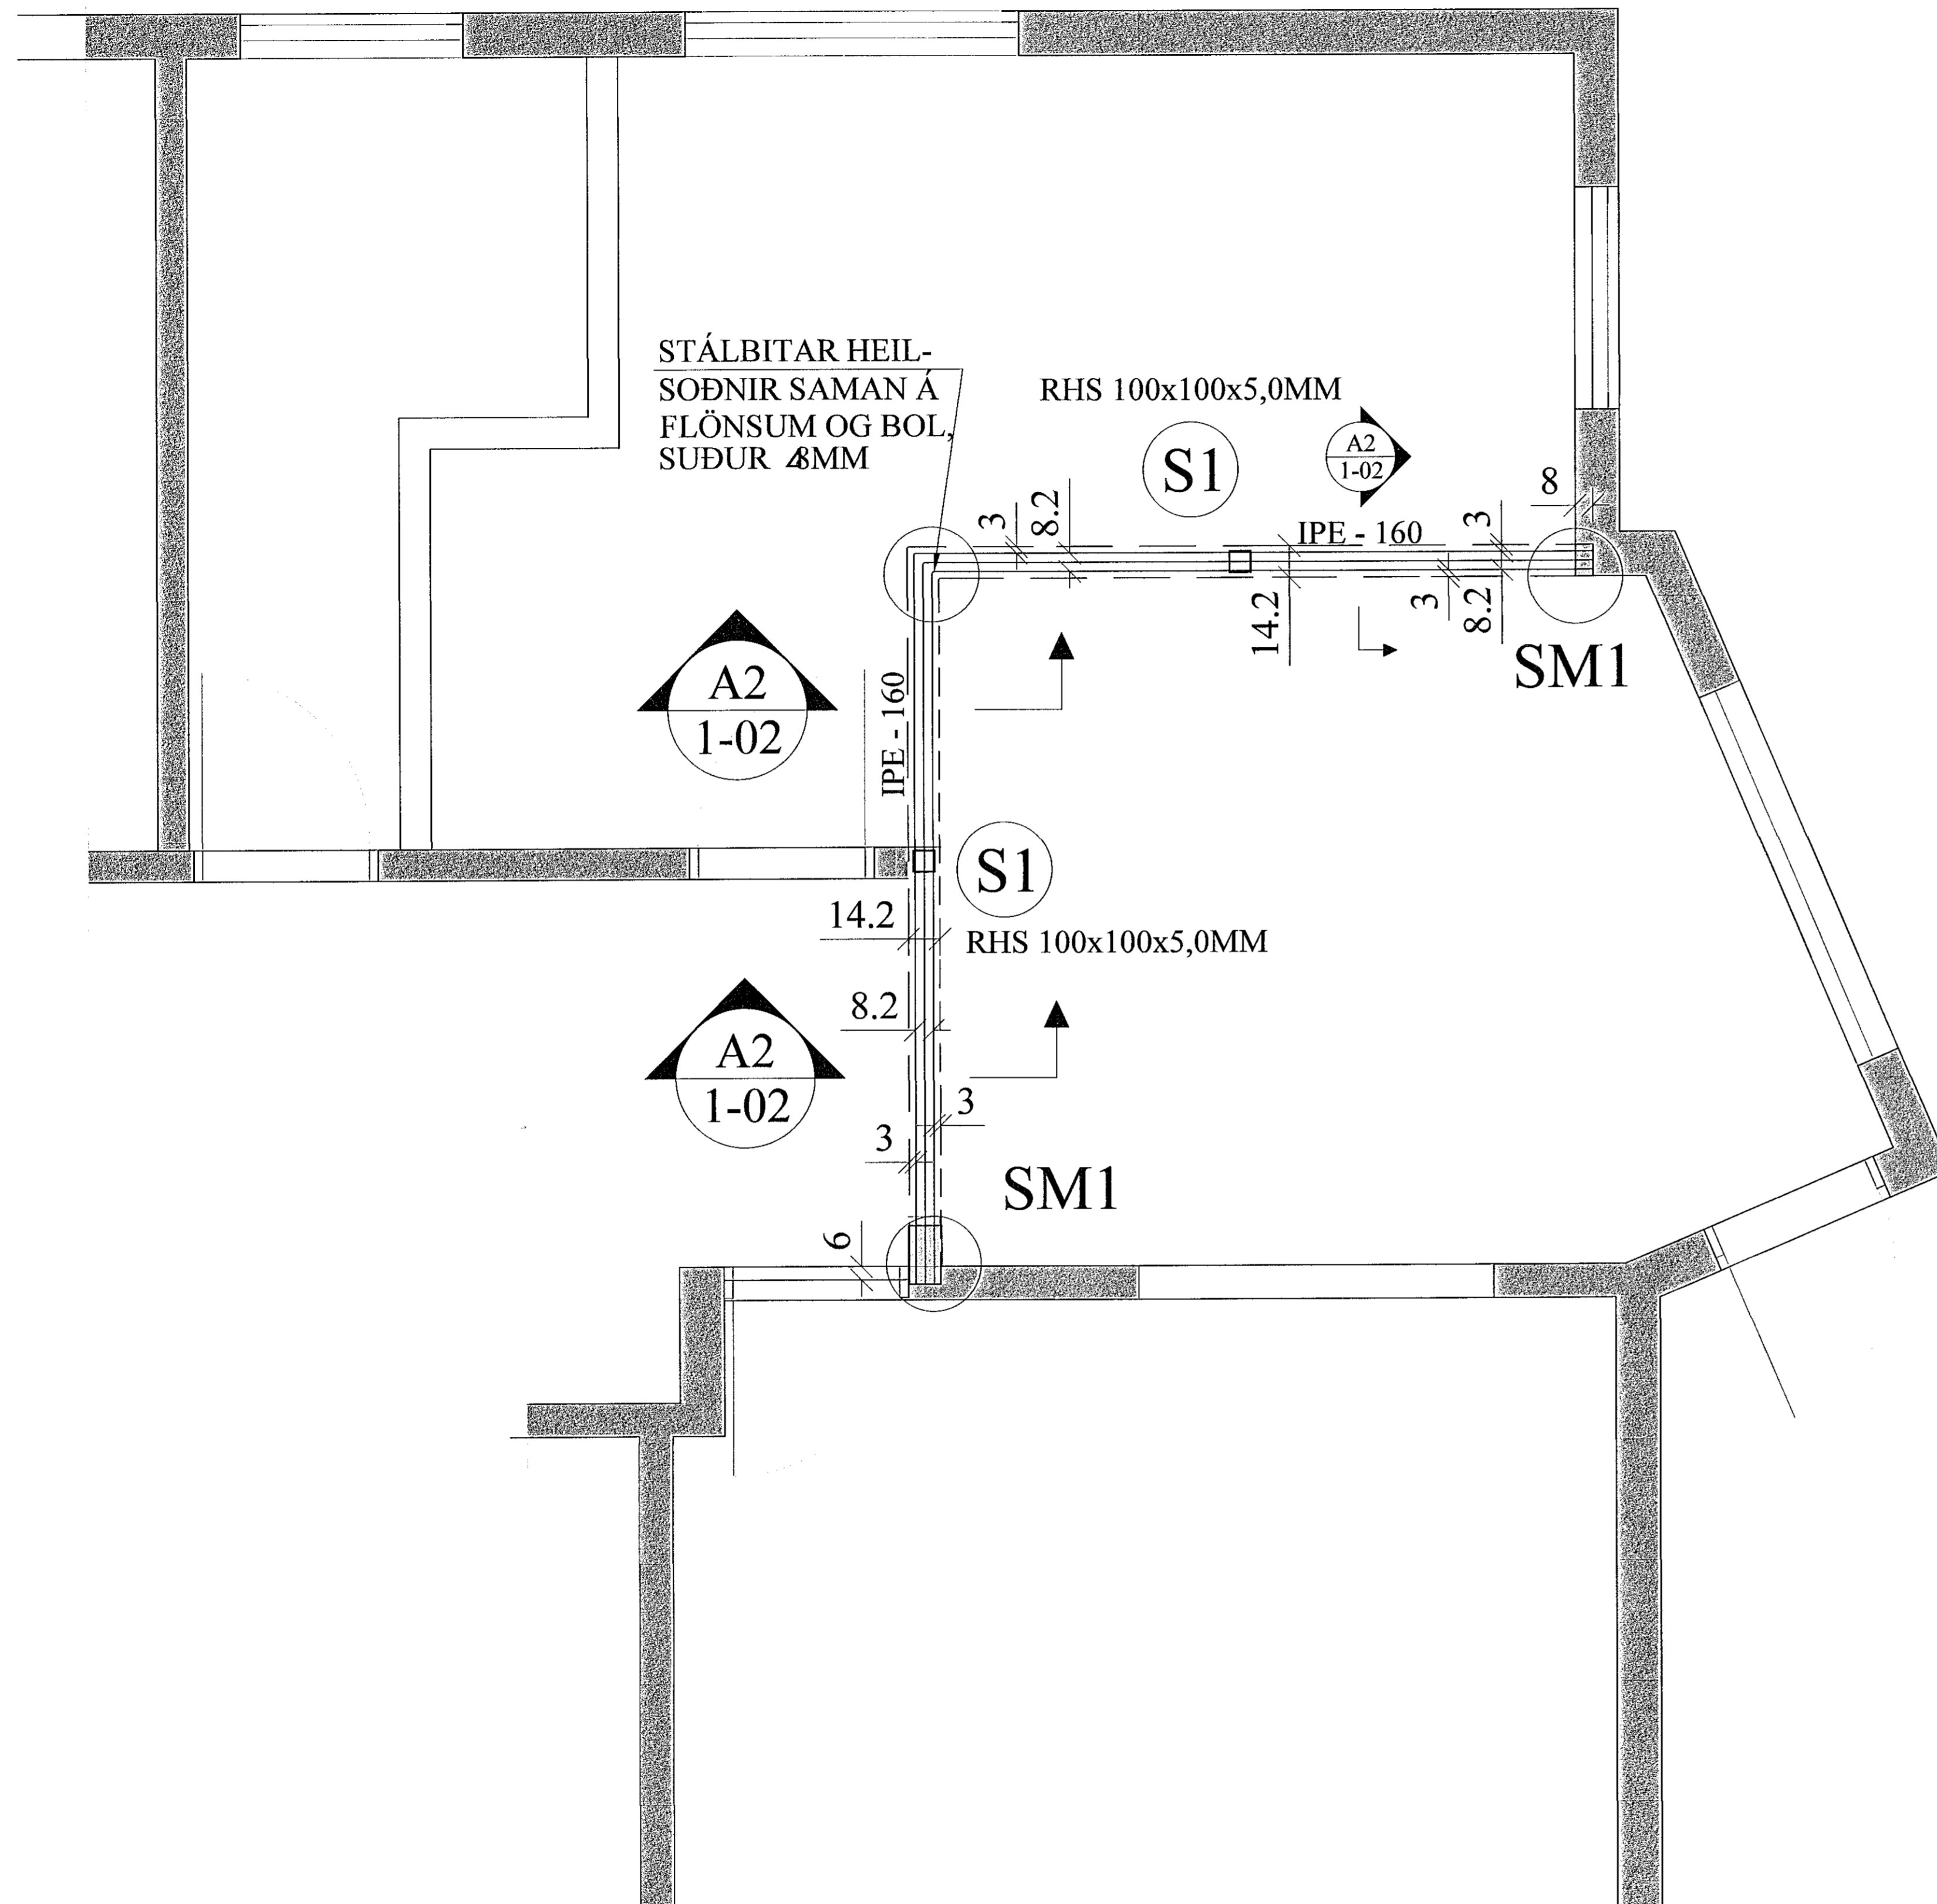 STÁLBITAR HEIL-
SOÐNIR SAMAN Á
FLÖNSUM OG BOL,
SUÐUR ⊿8MM
RHS 100x100x5,0MM
S1
A2
1-02
8
3
8.2
IPE - 160
3
14.2
3
8.2
SM1
A2
1-02
IPE - 160
S1
14.2
RHS 100x100x5,0MM
8.2
A2
1-02
3
3
SM1
6